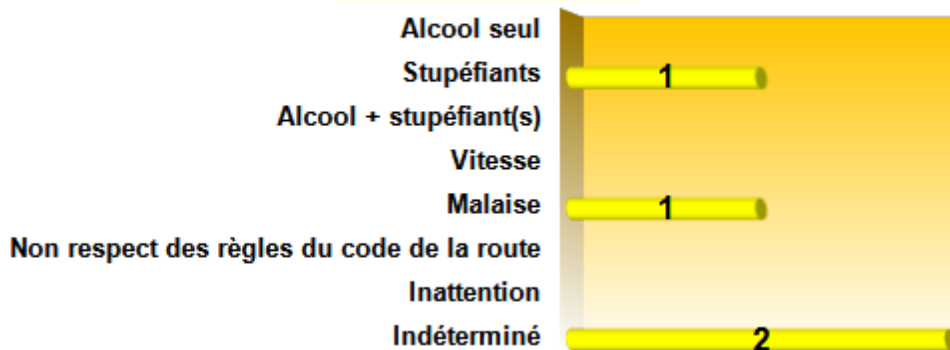 Alcool seul
Stupéfiants 1
Alcool + stupéfiant(s)
Vitesse
Malaise 1
Non respect des règles du code de la route
Inattention
Indéterminé 2